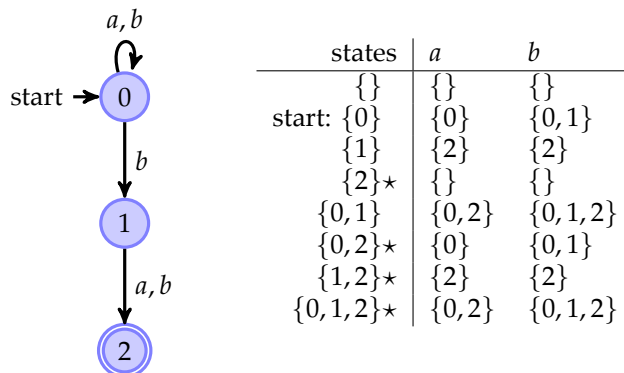 a, b
start
0
b
1
a, b
2
states a b
{} {} {}
start: {0} {0} {0, 1}
{1} {2} {2}
{2}⋆ {} {}
{0, 1} {0, 2} {0, 1, 2}
{0, 2}⋆ {0} {0, 1}
{1, 2}⋆ {2} {2}
{0, 1, 2}⋆ {0, 2} {0, 1, 2}